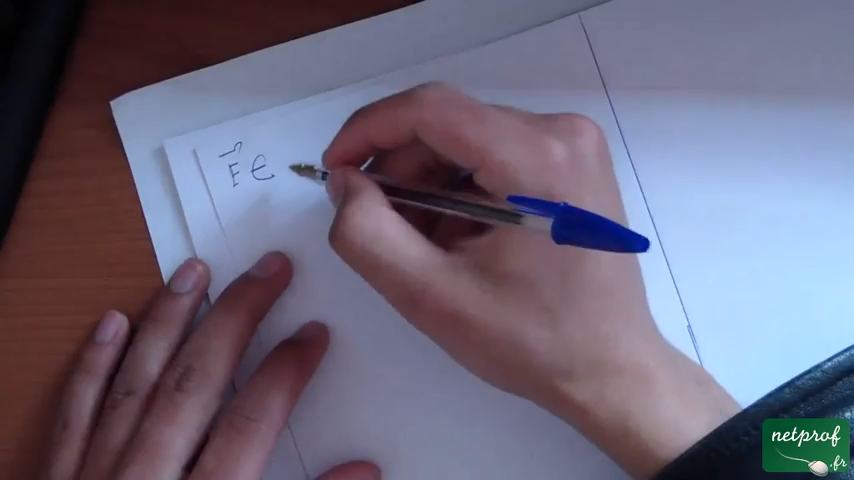 F⃗ ∈
netprof
.fr